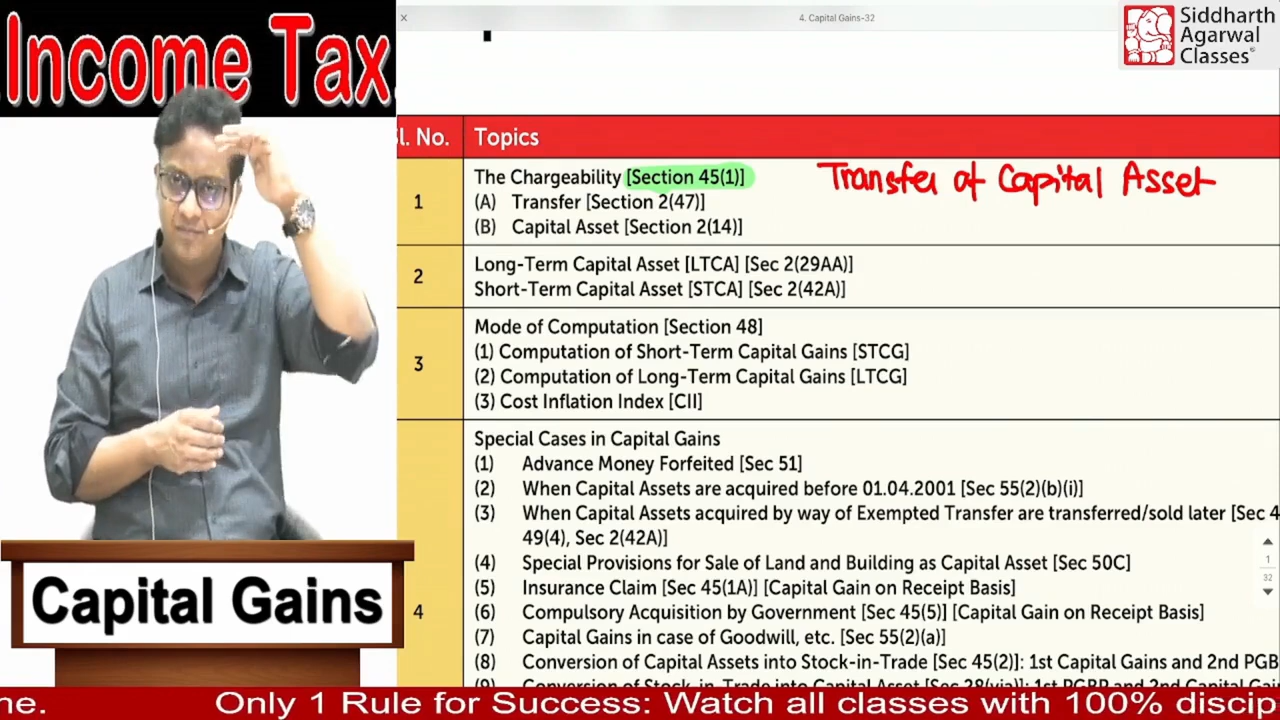 Income Tax.
×
4. Capital Gains-32
Siddharth
Agarwal
Classes
Sl. No. Topics
1
The Chargeability [Section 45(1)]
Transfer of Capital Asset
(A) Transfer [Section 2(47)]
(B) Capital Asset [Section 2(14)]
2
Long-Term Capital Asset [LTCA] [Sec 2(29AA)]
Short-Term Capital Asset [STCA] [Sec 2(42A)]
3
Mode of Computation [Section 48]
(1) Computation of Short-Term Capital Gains [STCG]
(2) Computation of Long-Term Capital Gains [LTCG]
(3) Cost Inflation Index [CII]
4
Special Cases in Capital Gains
(1) Advance Money Forfeited [Sec 51]
(2) When Capital Assets are acquired before 01.04.2001 [Sec 55(2)(b)(i)]
(3) When Capital Assets acquired by way of Exempted Transfer are transferred/sold later [Sec 4
49(4), Sec 2(42A)]
(4) Special Provisions for Sale of Land and Building as Capital Asset [Sec 50C]
(5) Insurance Claim [Sec 45(1A)] [Capital Gain on Receipt Basis]
(6) Compulsory Acquisition by Government [Sec 45(5)] [Capital Gain on Receipt Basis]
(7) Capital Gains in case of Goodwill, etc. [Sec 55(2)(a)]
(8) Conversion of Capital Assets into Stock-in-Trade [Sec 45(2)]: 1st Capital Gains and 2nd PGB
1
32
Capital Gains
ne. Only 1 Rule for Success: Watch all classes with 100% discip